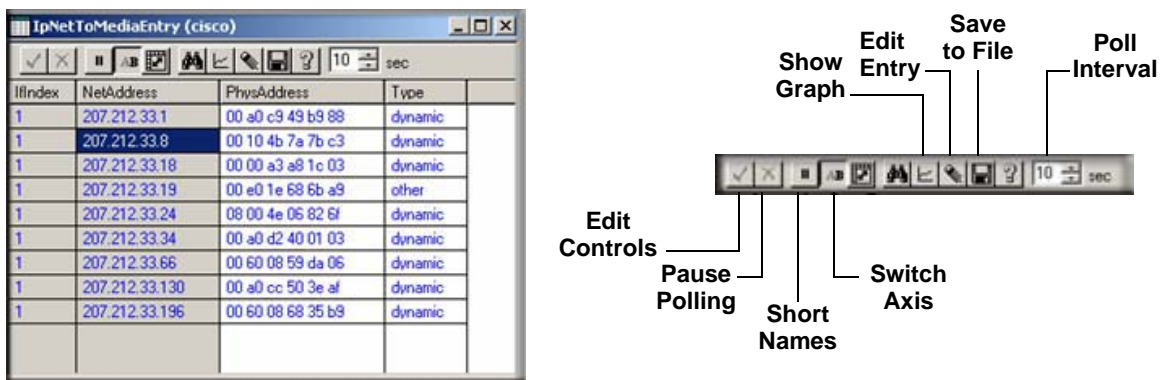 IpNetToMediaEntry (cisco)
10 sec
IfIndex NetAddress PhysAddress Type
1 207.212.33.1 00 a0 c9 49 b9 88 dynamic
1 207.212.33.8 00 10 4b 7a 7b c3 dynamic
1 207.212.33.18 00 00 a3 a8 1c 03 dynamic
1 207.212.33.19 00 e0 1e 68 6b a9 other
1 207.212.33.24 08 00 4e 06 82 6f dynamic
1 207.212.33.34 00 a0 d2 40 01 03 dynamic
1 207.212.33.66 00 60 08 59 da 06 dynamic
1 207.212.33.130 00 a0 cc 50 3e af dynamic
1 207.212.33.196 00 60 08 68 35 b9 dynamic
Show
Graph
Edit
Entry
Save
to File
Poll
Interval
AB
10 sec
Edit
Controls
Pause
Polling
Short
Names
Switch
Axis